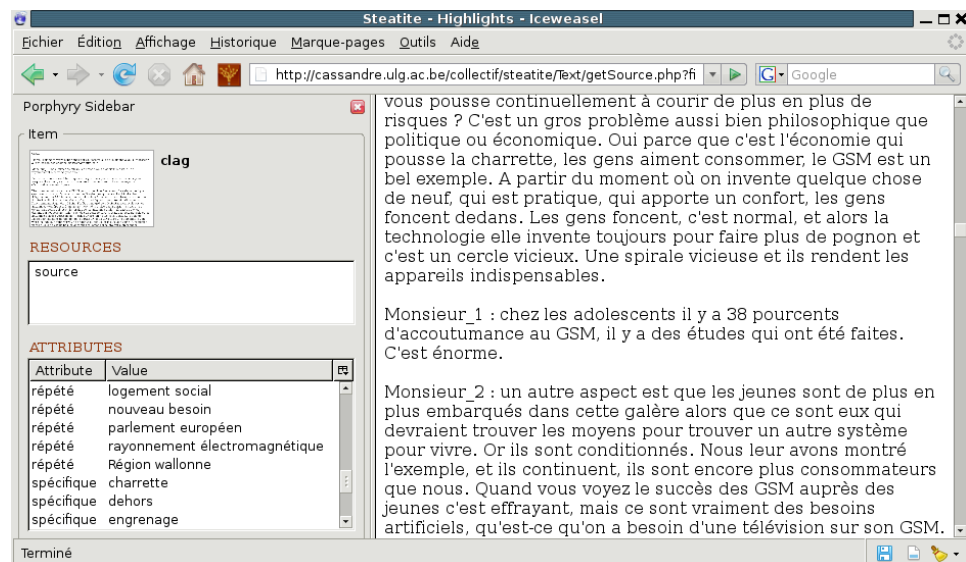 Steatite - Highlights - Iceweasel
Fichier Édition Affichage Historique Marque-pages Outils Aide
http://cassandre.ulg.ac.be/collectif/steatite/Text/getSource.php?fi
G Google
Porphyry Sidebar
Item
clag
RESOURCES
source
ATTRIBUTES
Attribute Value
répété logement social
répété nouveau besoin
répété parlement européen
répété rayonnement électromagnétique
répété Région wallonne
spécifique charrette
spécifique dehors
spécifique engrenage
vous pousse continuellement à courir de plus en plus de
risques ? C'est un gros problème aussi bien philosophique que
politique ou économique. Oui parce que c'est l'économie qui
pousse la charrette, les gens aiment consommer, le GSM est un
bel exemple. A partir du moment où on invente quelque chose
de neuf, qui est pratique, qui apporte un confort, les gens
foncent dedans. Les gens foncent, c'est normal, et alors la
technologie elle invente toujours pour faire plus de pognon et
c'est un cercle vicieux. Une spirale vicieuse et ils rendent les
appareils indispensables.
Monsieur_1 : chez les adolescents il y a 38 pourcents
d'accoutumance au GSM, il y a des études qui ont été faites.
C'est énorme.
Monsieur_2 : un autre aspect est que les jeunes sont de plus en
plus embarqués dans cette galère alors que ce sont eux qui
devraient trouver les moyens pour trouver un autre système
pour vivre. Or ils sont conditionnés. Nous leur avons montré
l'exemple, et ils continuent, ils sont encore plus consommateurs
que nous. Quand vous voyez le succès des GSM auprès des
jeunes c'est effrayant, mais ce sont vraiment des besoins
artificiels, qu'est-ce qu'on a besoin d'une télévision sur son GSM.
Terminé